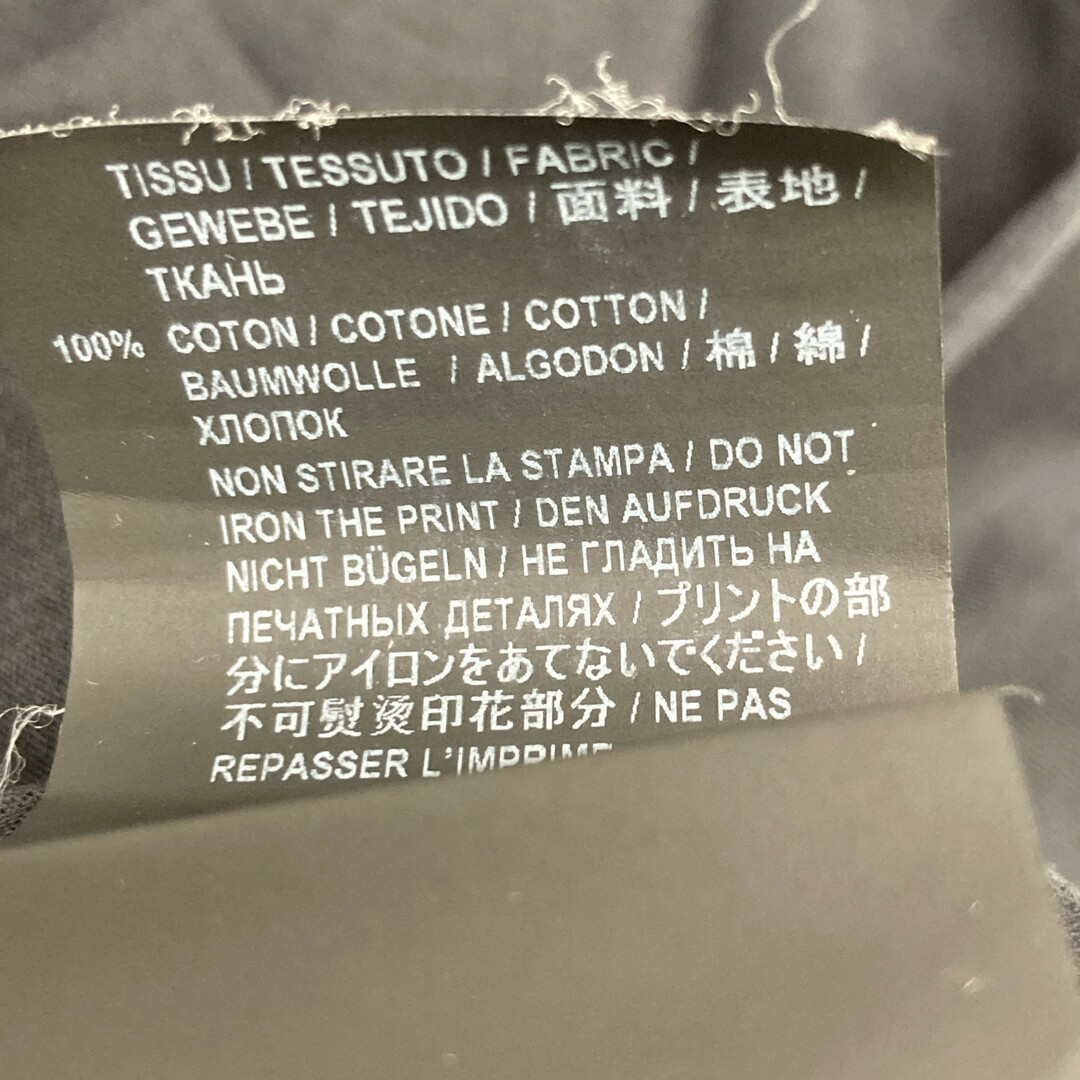 TISSU / TESSUTO / FABRIC /
GEWEBE / TEJIDO / 面料 / 表地 /
ТКАНЬ
100% COTON / COTONE / COTTON /
BAUMWOLLE / ALGODON / 棉 / 綿 /
ХЛОПОК
NON STIRARE LA STAMPA / DO NOT
IRON THE PRINT / DEN AUFDRUCK
NICHT BÜGELN / НЕ ГЛАДИТЬ НА
ПЕЧАТНЫХ ДЕТАЛЯХ / プリントの部
分にアイロンをあてないでください /
不可熨烫印花部分 / NE PAS
REPASSER L'IMPRIME